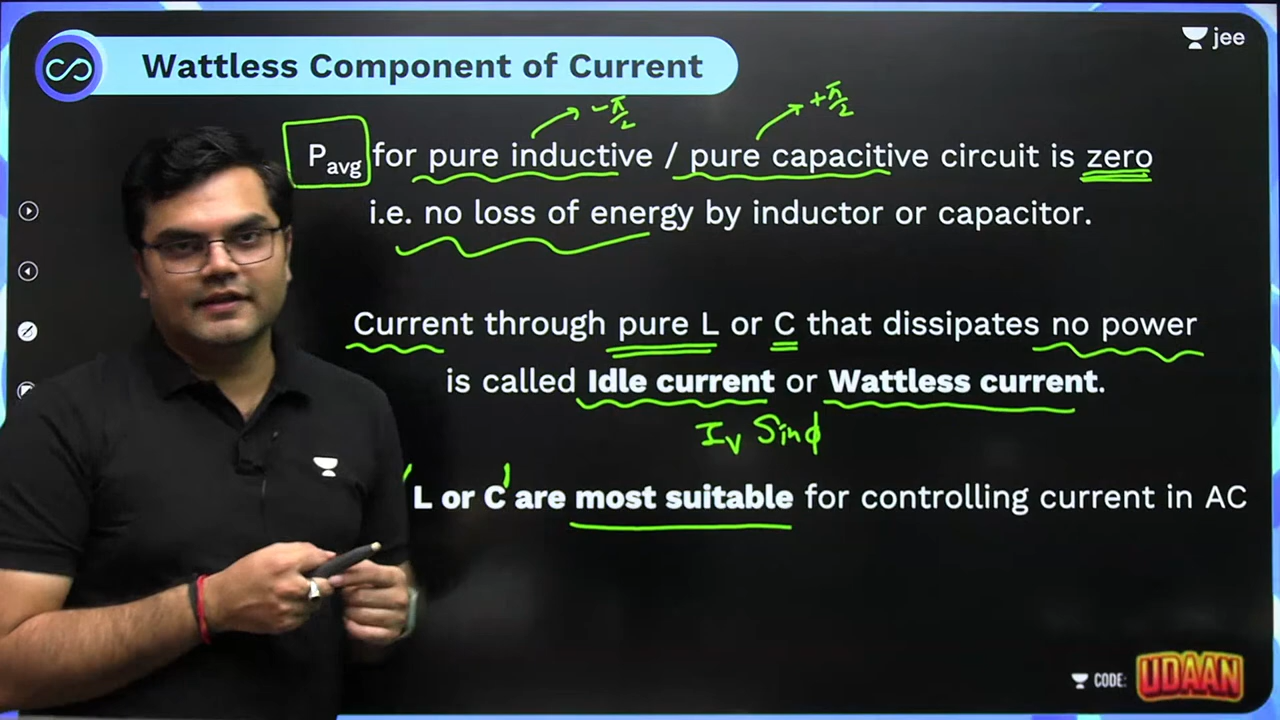 Wattless Component of Current
jee
-π/2
+π/2
Pavg for pure inductive / pure capacitive circuit is zero
i.e. no loss of energy by inductor or capacitor.
Current through pure L or C that dissipates no power
is called Idle current or Wattless current.
Iv Sinφ
'L or C' are most suitable for controlling current in AC
CODE: UDAAN